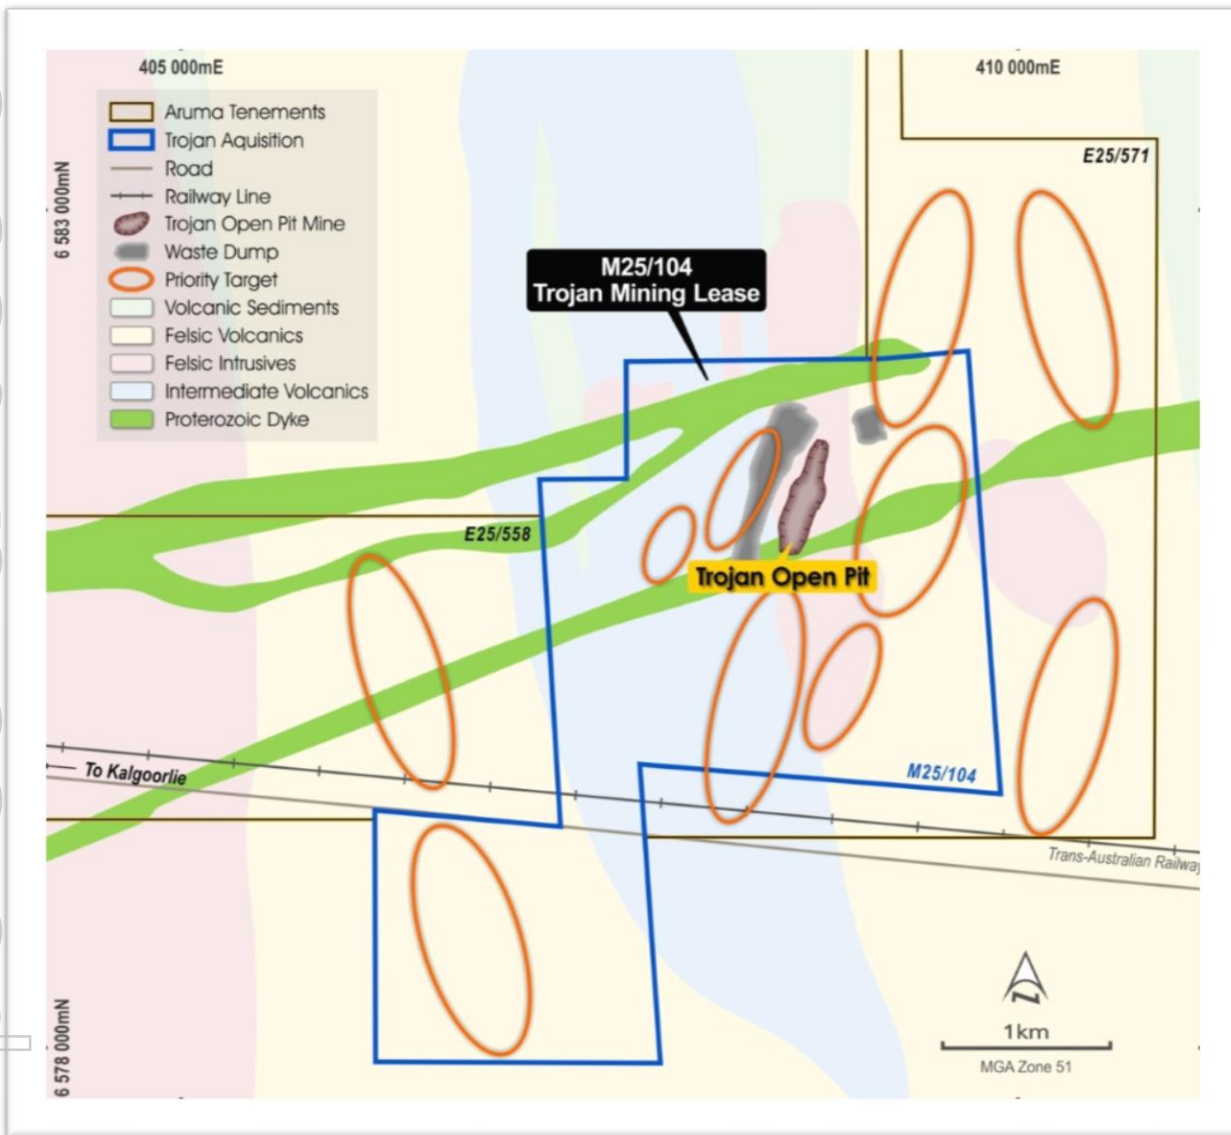 405 000mE
410 000mE
6 583 000mN
Aruma Tenements
Trojan Aquisition
Road
Railway Line
Trojan Open Pit Mine
Waste Dump
Priority Target
Volcanic Sediments
Felsic Volcanics
Felsic Intrusives
Intermediate Volcanics
Proterozoic Dyke
E25/571
M25/104
Trojan Mining Lease
E25/558
Trojan Open Pit
To Kalgoorlie
M25/104
Trans-Australian Railway
6 578 000mN
1km
MGA Zone 51